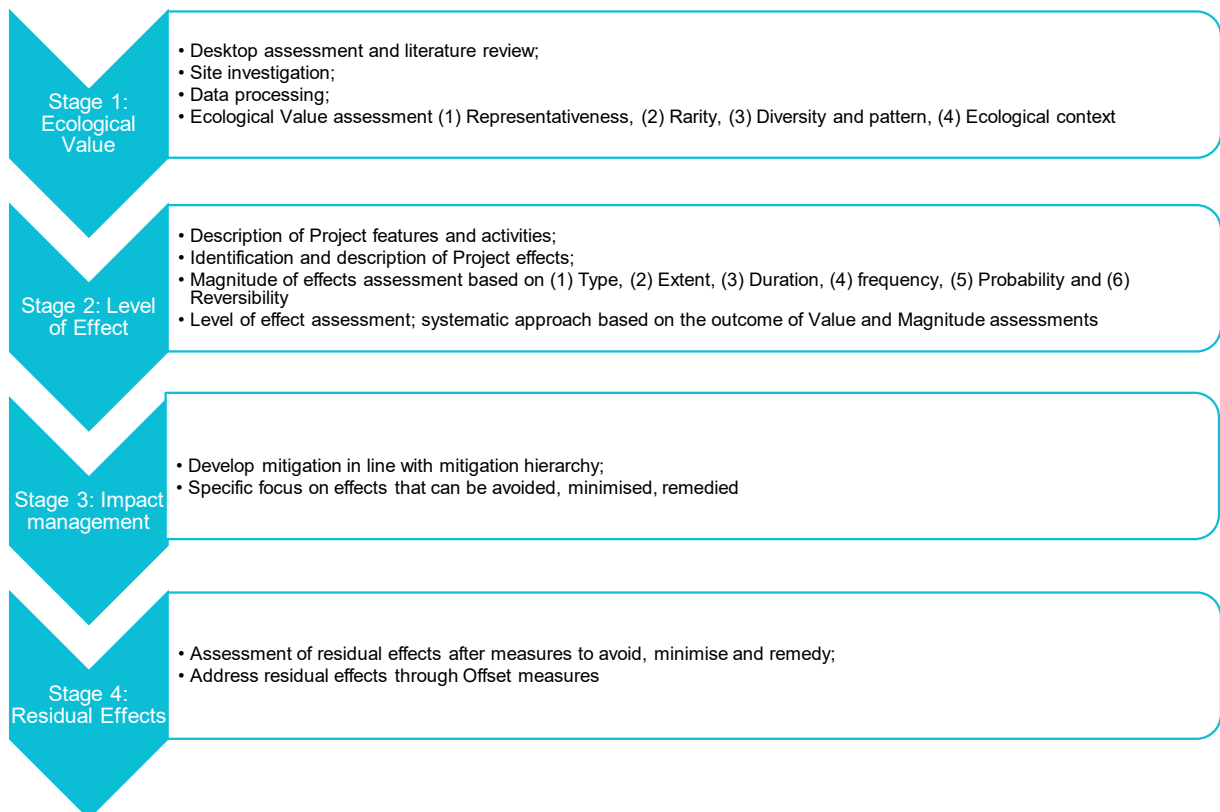 Stage 1:
Ecological
Value
• Desktop assessment and literature review;
• Site investigation;
• Data processing;
• Ecological Value assessment (1) Representativeness, (2) Rarity, (3) Diversity and pattern, (4) Ecological context
Stage 2: Level
of Effect
• Description of Project features and activities;
• Identification and description of Project effects;
• Magnitude of effects assessment based on (1) Type, (2) Extent, (3) Duration, (4) frequency, (5) Probability and (6)
Reversibility
• Level of effect assessment; systematic approach based on the outcome of Value and Magnitude assessments
Stage 3: Impact
management
• Develop mitigation in line with mitigation hierarchy;
• Specific focus on effects that can be avoided, minimised, remedied
Stage 4:
Residual Effects
• Assessment of residual effects after measures to avoid, minimise and remedy;
• Address residual effects through Offset measures